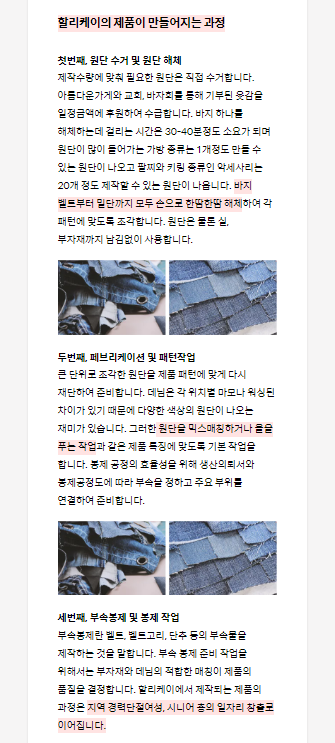 할리케이의 제품이 만들어지는 과정
첫번째, 원단 수거 및 원단 해체
제작수량에 맞춰 필요한 원단은 직접 수거합니다.
아름다운가게와 교회, 바자회를 통해 기부된 옷감을
일정금액에 후원하여 수급합니다. 바지 하나를
해체하는데 걸리는 시간은 30-40분정도 소요가 되며
원단이 많이 들어가는 가방 종류는 1개정도 만들 수
있는 원단이 나오고 팔찌와 키링 종류인 악세사리는
20개 정도 제작할 수 있는 원단이 나옵니다. 바지
벨트부터 밑단까지 모두 손으로 한땀한땀 해체하여 각
패턴에 맞도록 조각합니다. 원단은 물론 실,
부자재까지 남김없이 사용합니다.
두번째, 페브리케이션 및 패턴작업
큰 단위로 조각한 원단을 제품 패턴에 맞게 다시
재단하여 준비합니다. 데님은 각 위치별 마모나 워싱된
차이가 있기 때문에 다양한 색상의 원단이 나오는
재미가 있습니다. 그러한 원단을 믹스매칭하거나 올을
푸는 작업과 같은 제품 특징에 맞도록 기본 작업을
합니다. 봉제 공정의 효율성을 위해 생산의뢰서와
봉제공정도에 따라 부속을 정하고 주요 부위를
연결하여 준비합니다.
세번째, 부속봉제 및 봉제 작업
부속봉제란 벨트, 벨트고리, 단추 등의 부속물을
제작하는 것을 말합니다. 부속 봉제 준비 작업을
위해서는 부자재와 데님의 적합한 매칭이 제품의
품질을 결정합니다. 할리케이에서 제작되는 제품의
과정은 지역 경력단절여성, 시니어 층의 일자리 창출로
이어집니다.